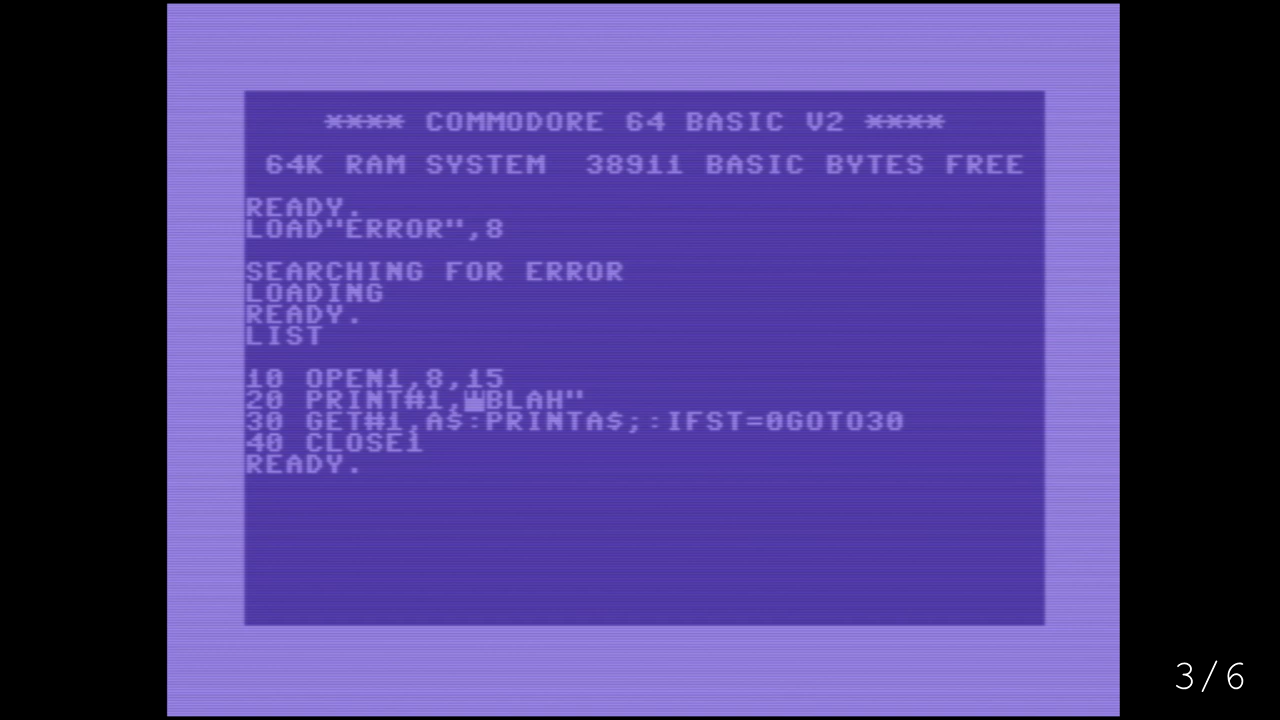 **** COMMODORE 64 BASIC V2 ****
64K RAM SYSTEM  38911 BASIC BYTES FREE
READY.
LOAD"ERROR",8
SEARCHING FOR ERROR
LOADING
READY.
LIST
10 OPEN1,8,15
20 PRINT#1,"BLAH"
30 GET#1,A$:PRINTA$;:IFST=0GOTO30
40 CLOSE1
READY.
3/6